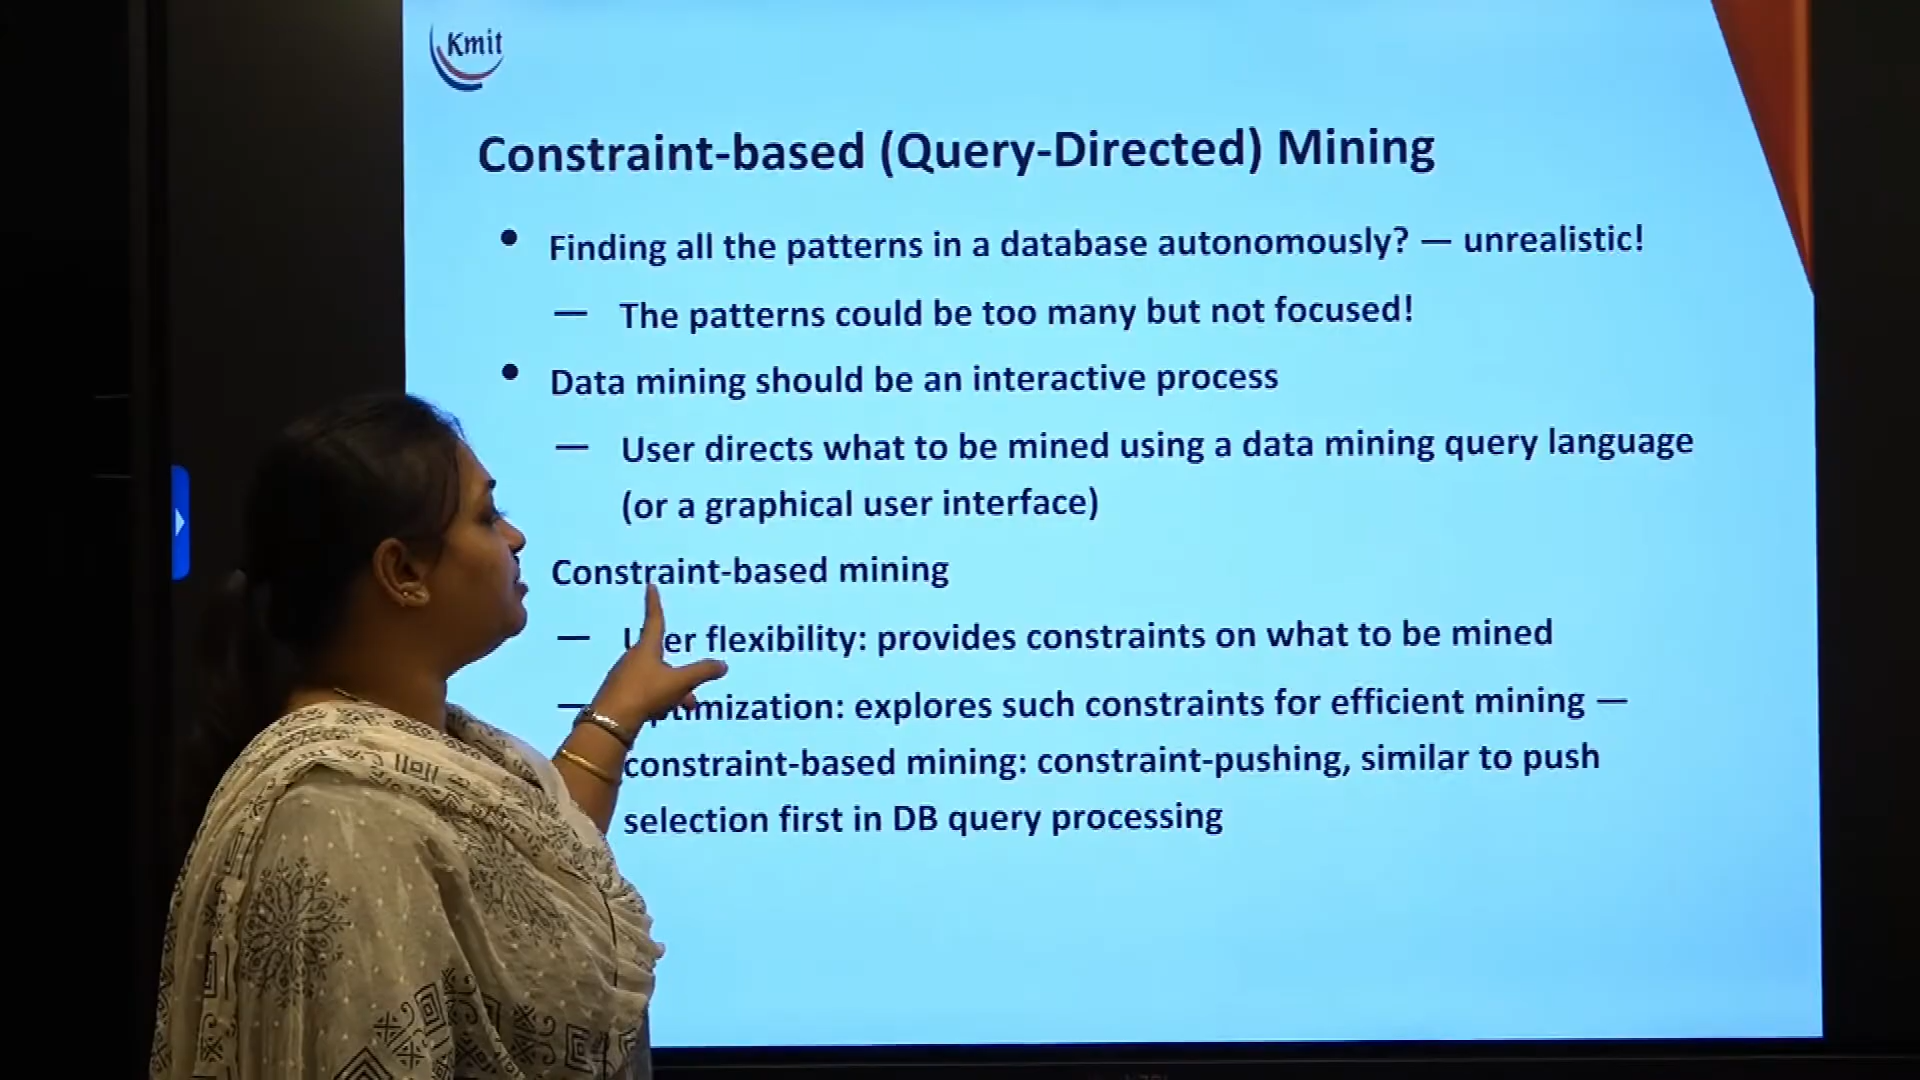 Kmit
Constraint-based (Query-Directed) Mining
• Finding all the patterns in a database autonomously? — unrealistic!
— The patterns could be too many but not focused!
• Data mining should be an interactive process
— User directs what to be mined using a data mining query language
(or a graphical user interface)
Constraint-based mining
— User flexibility: provides constraints on what to be mined
— Optimization: explores such constraints for efficient mining —
constraint-based mining: constraint-pushing, similar to push
selection first in DB query processing